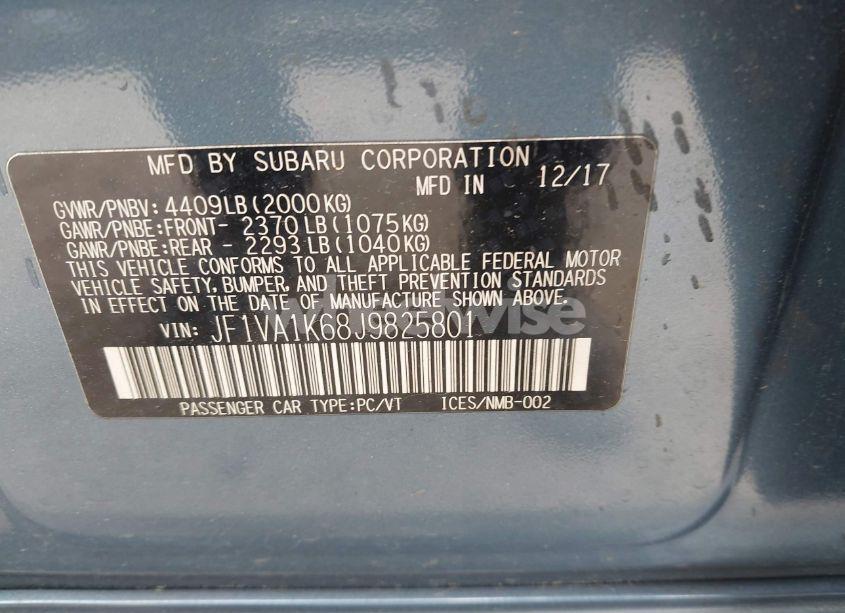 MFD BY SUBARU CORPORATION
MFD IN 12/17
GVWR/PNBV: 4409LB(2000KG)
GAWR/PNBE:FRONT- 2370LB(1075KG)
GAWR/PNBE:REAR - 2293LB(1040KG)
THIS VEHICLE CONFORMS TO ALL APPLICABLE FEDERAL MOTOR
VEHICLE SAFETY, BUMPER, AND THEFT PREVENTION STANDARDS
IN EFFECT ON THE DATE OF MANUFACTURE SHOWN ABOVE.
VIN: JF1VA1K68J9825801
PASSENGER CAR TYPE:PC/VT ICES/NMB-002